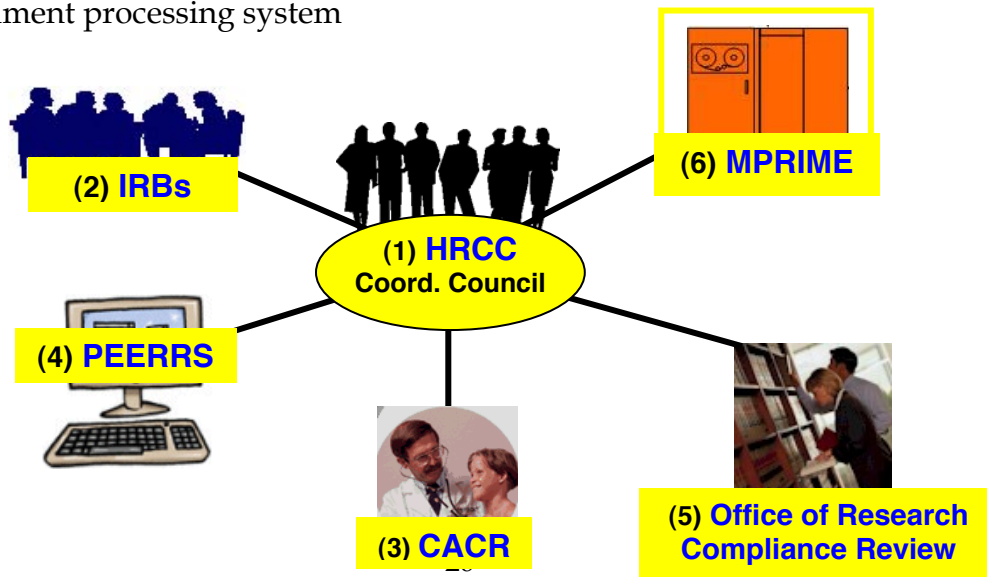 ment processing system
(2) IRBs
(6) MPRIME
(1) HRCC
Coord. Council
(4) PEERRS
(3) CACR
(5) Office of Research
Compliance Review